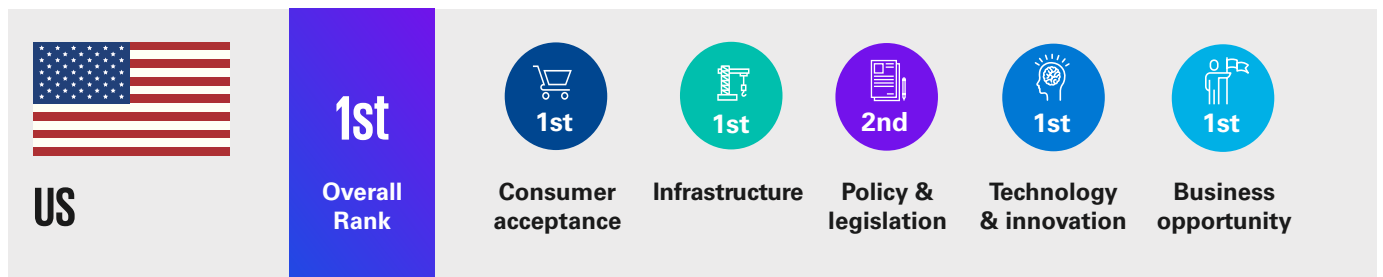 US
1st
Overall
Rank
1st
Consumer
acceptance
1st
Infrastructure
2nd
Policy &
legislation
1st
Technology
& innovation
1st
Business
opportunity